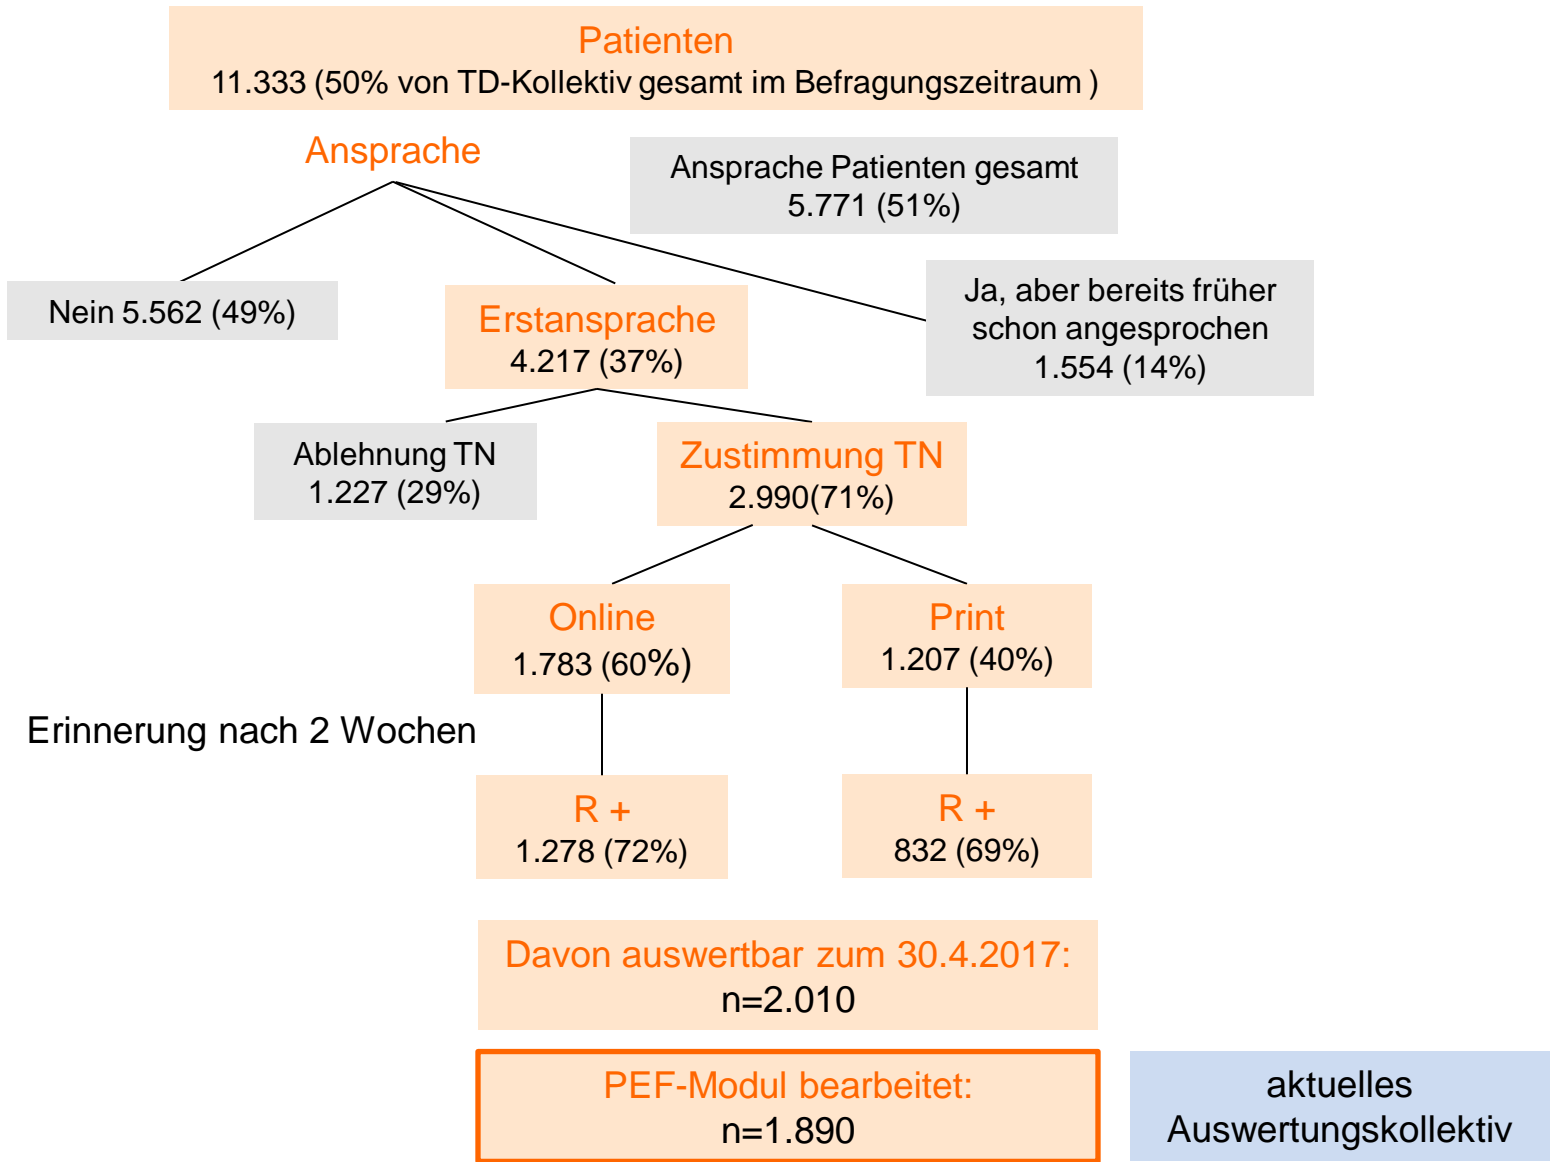 Patienten
11.333 (50% von TD-Kollektiv gesamt im Befragungszeitraum )
Ansprache
Ansprache Patienten gesamt
5.771 (51%)
Nein 5.562 (49%)
Erstansprache
4.217 (37%)
Ja, aber bereits früher
schon angesprochen
1.554 (14%)
Ablehnung TN
1.227 (29%)
Zustimmung TN
2.990(71%)
Online
1.783 (60%)
Print
1.207 (40%)
Erinnerung nach 2 Wochen
R +
1.278 (72%)
R +
832 (69%)
Davon auswertbar zum 30.4.2017:
n=2.010
PEF-Modul bearbeitet:
n=1.890
aktuelles
Auswertungskollektiv